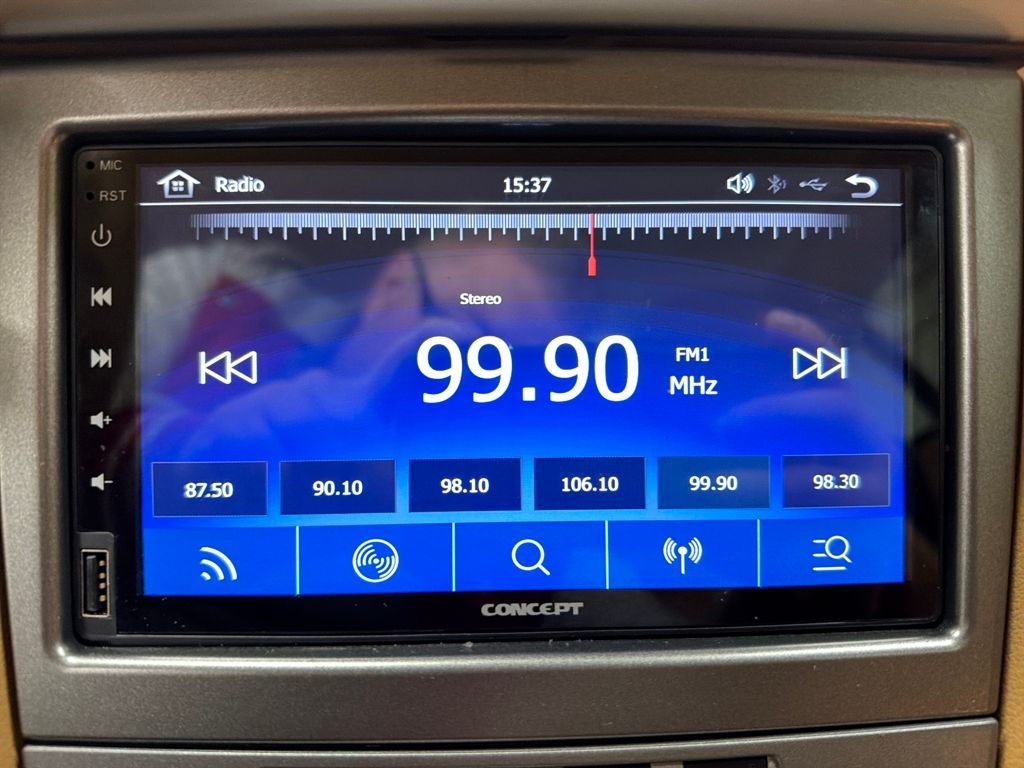 MIC
RST
Radio
15:37
Stereo
99.90
FM1
MHz
87.50
90.10
98.10
106.10
99.90
98.30
CONCEPT